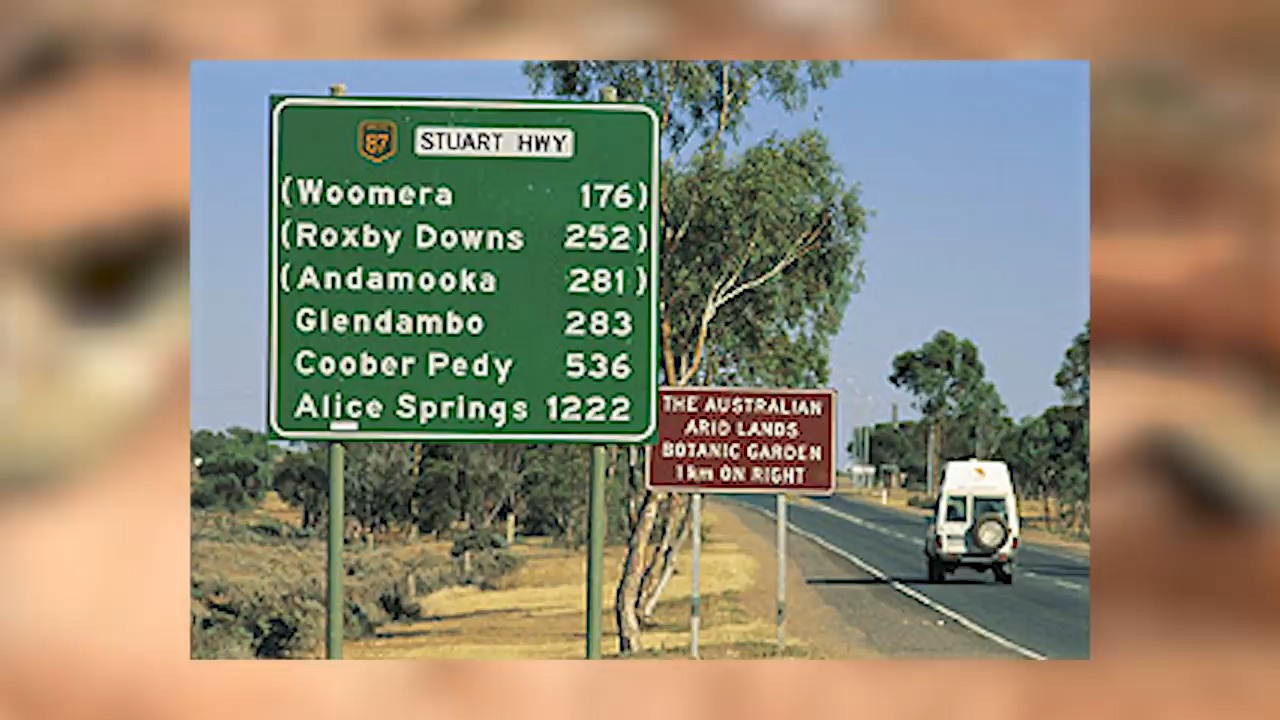 87 STUART HWY
(Woomera 176)
(Roxby Downs 252)
(Andamooka 281)
Glendambo 283
Coober Pedy 536
Alice Springs 1222
THE AUSTRALIAN
ARID LANDS
BOTANIC GARDEN
1km ON RIGHT